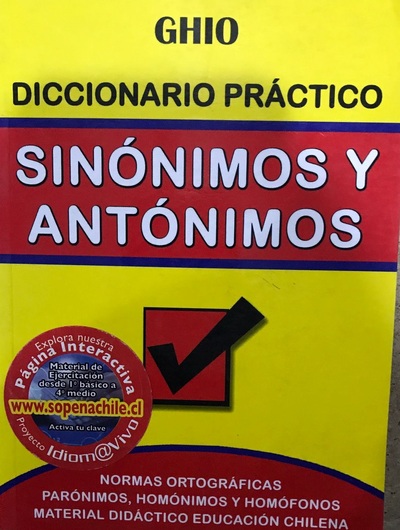 GHIO
DICCIONARIO PRÁCTICO
SINÓNIMOS Y
ANTÓNIMOS
Explora nuestra
Página Interactiva
Material de
Ejercitación
desde 1° básico a
4° medio
www.sopenachile.cl
Activa tu clave
Proyecto Idiom@Vivo
NORMAS ORTOGRÁFICAS
PARÓNIMOS, HOMÓNIMOS Y HOMÓFONOS
MATERIAL DIDÁCTICO EDUCACIÓN CHILENA